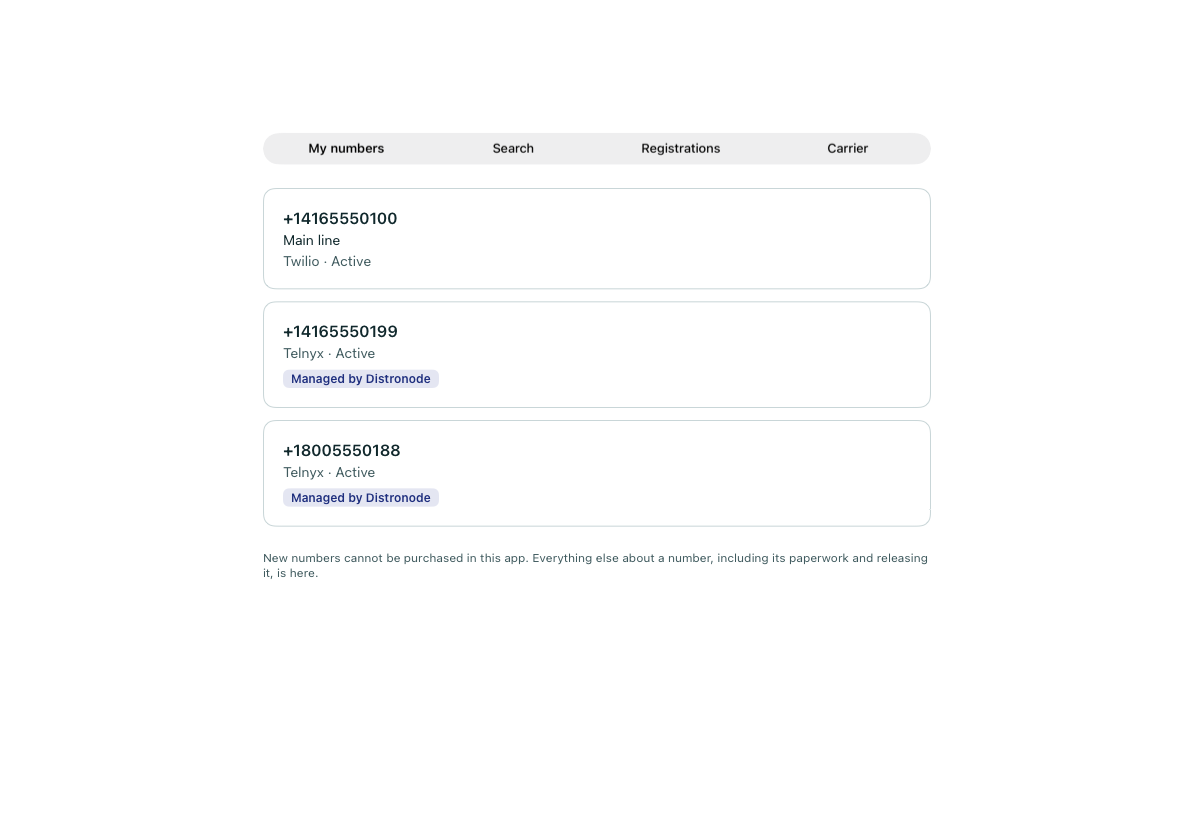 My numbers
Search
Registrations
Carrier
+14165550100
Main line
Twilio · Active
+14165550199
Telnyx · Active
Managed by Distronode
+18005550188
Telnyx · Active
Managed by Distronode
New numbers cannot be purchased in this app. Everything else about a number, including its paperwork and releasing
it, is here.